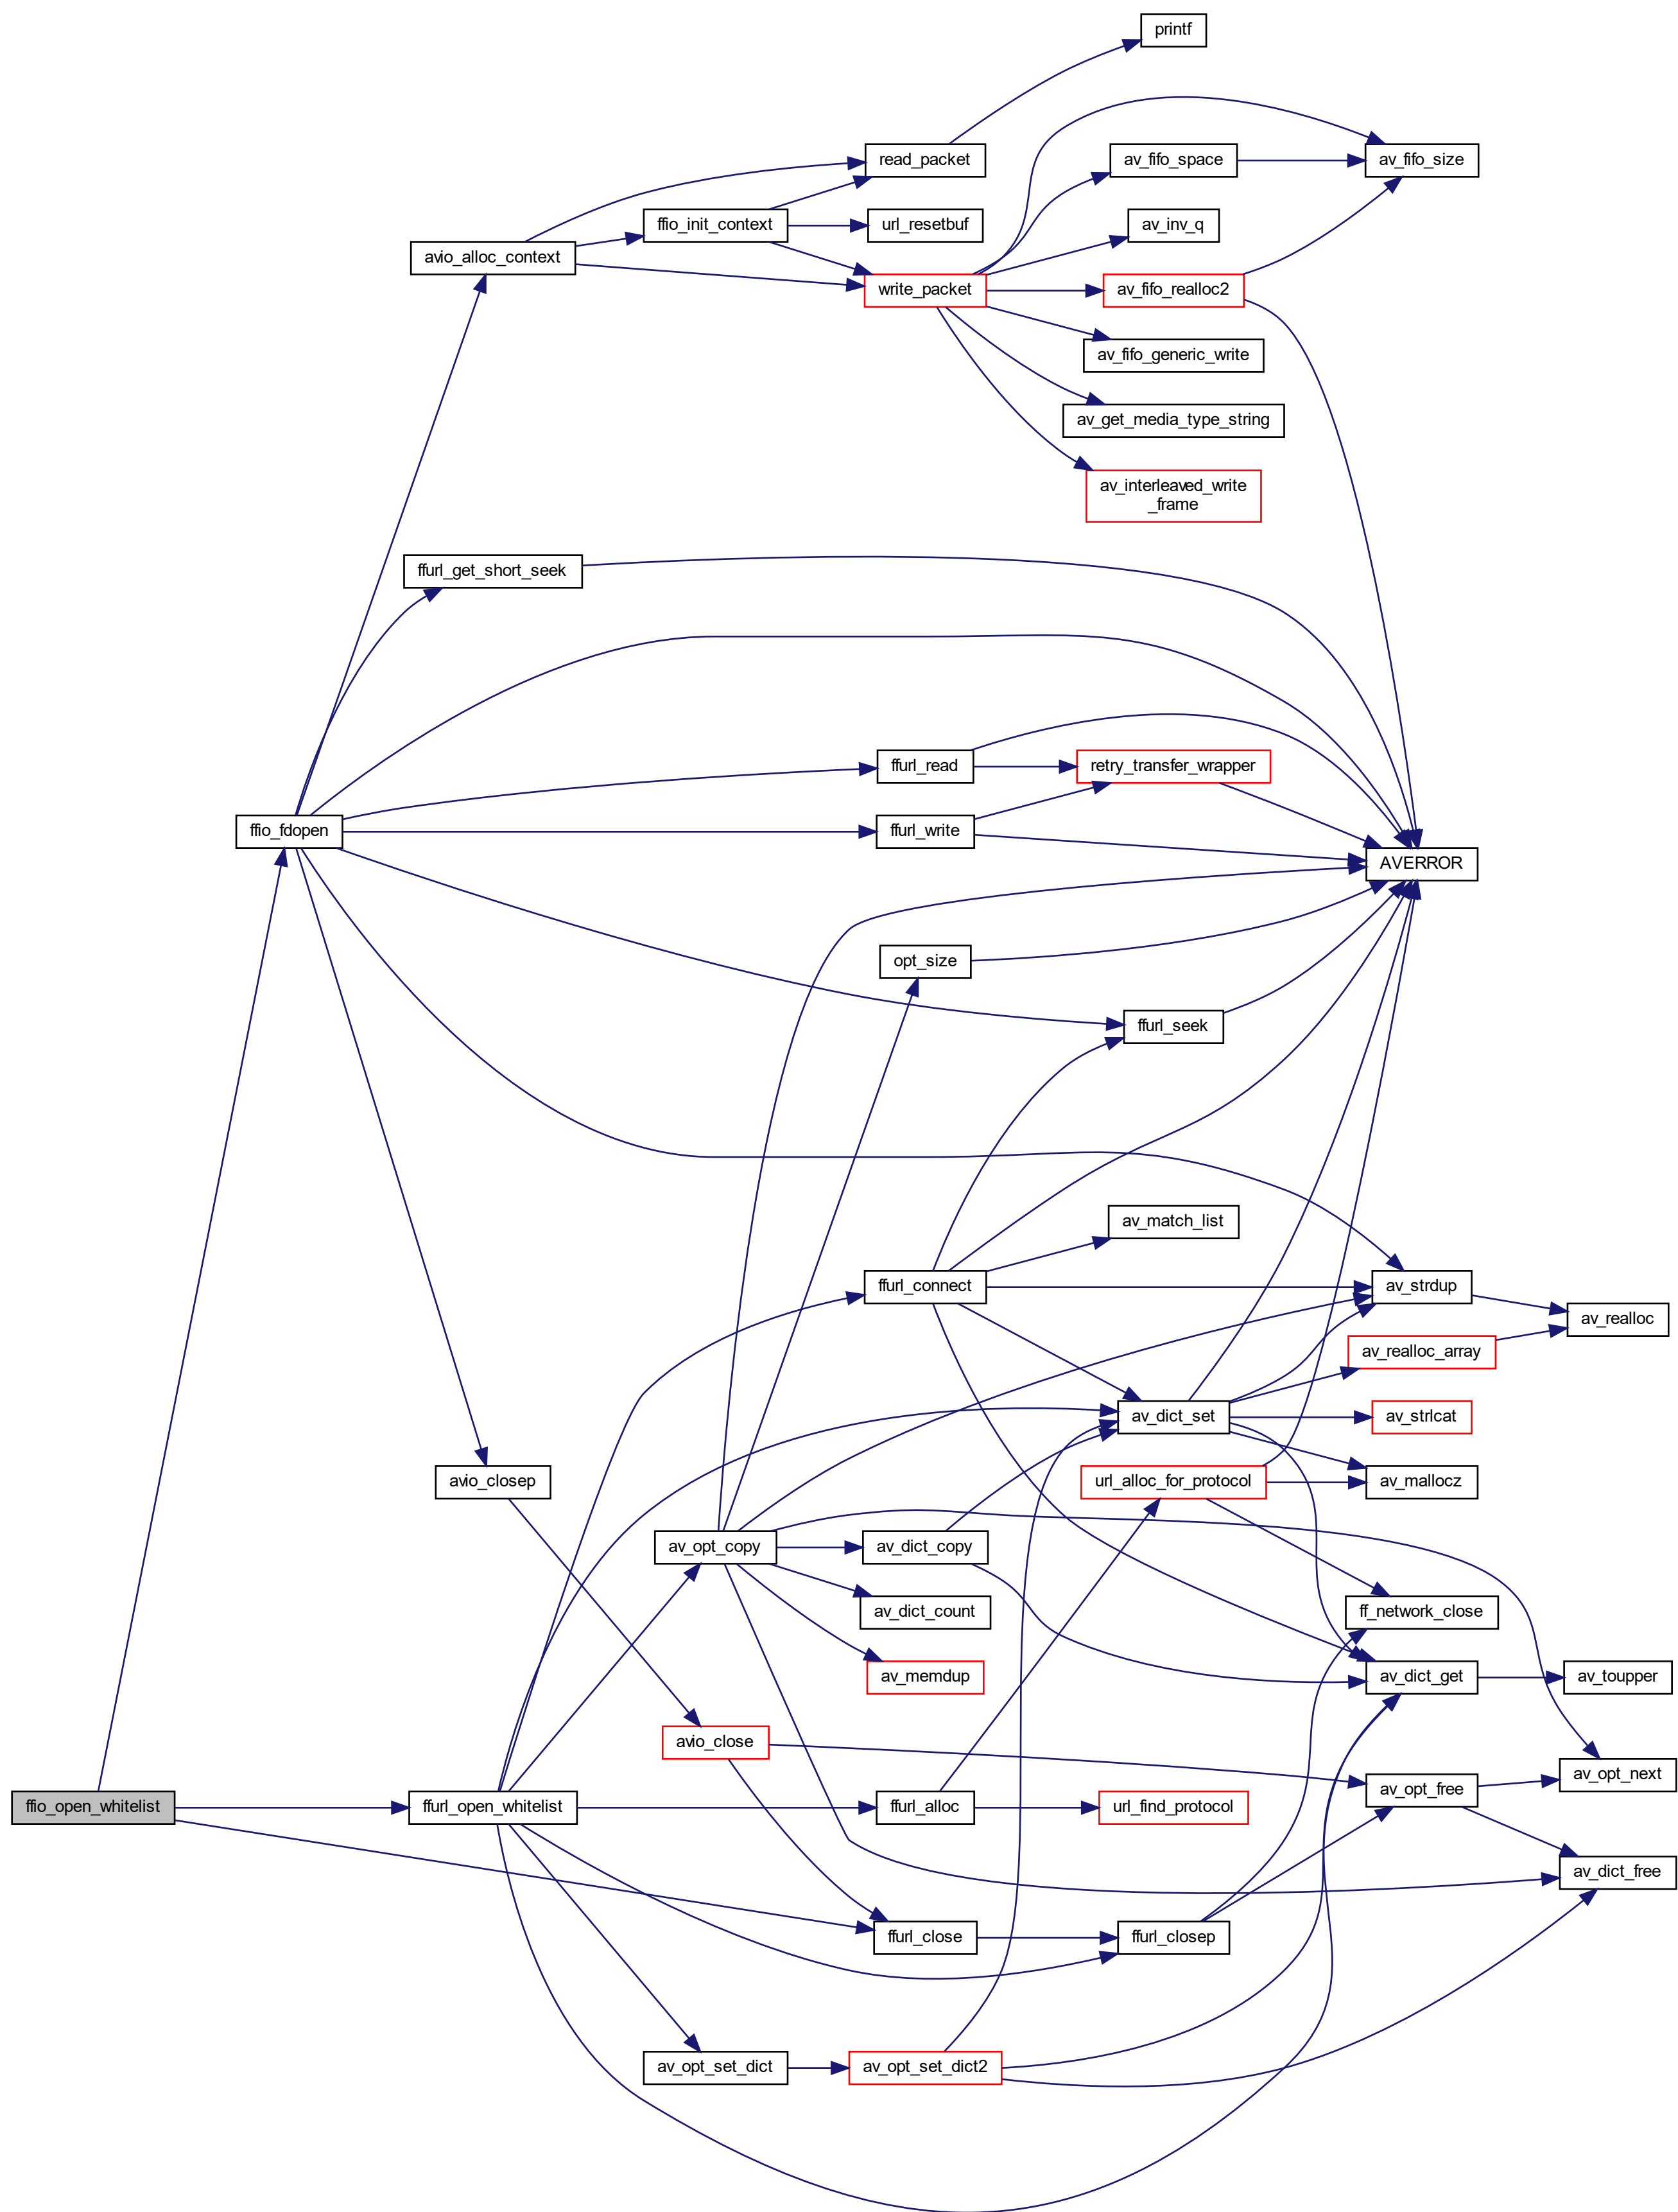 printf
read_packet
av_fifo_space
av_fifo_size
ffio_init_context
url_resetbuf
av_inv_q
avio_alloc_context
write_packet
av_fifo_realloc2
av_fifo_generic_write
av_get_media_type_string
av_interleaved_write
_frame
ffurl_get_short_seek
ffurl_read
retry_transfer_wrapper
ffio_fdopen
ffurl_write
AVERROR
opt_size
ffurl_seek
av_match_list
ffurl_connect
av_strdup
av_realloc
av_realloc_array
av_dict_set
av_strlcat
avio_closep
url_alloc_for_protocol
av_mallocz
av_opt_copy
av_dict_copy
av_dict_count
ff_network_close
av_memdup
av_dict_get
av_toupper
avio_close
av_opt_next
ffio_open_whitelist
ffurl_open_whitelist
ffurl_alloc
url_find_protocol
av_opt_free
av_dict_free
ffurl_close
ffurl_closep
av_opt_set_dict
av_opt_set_dict2